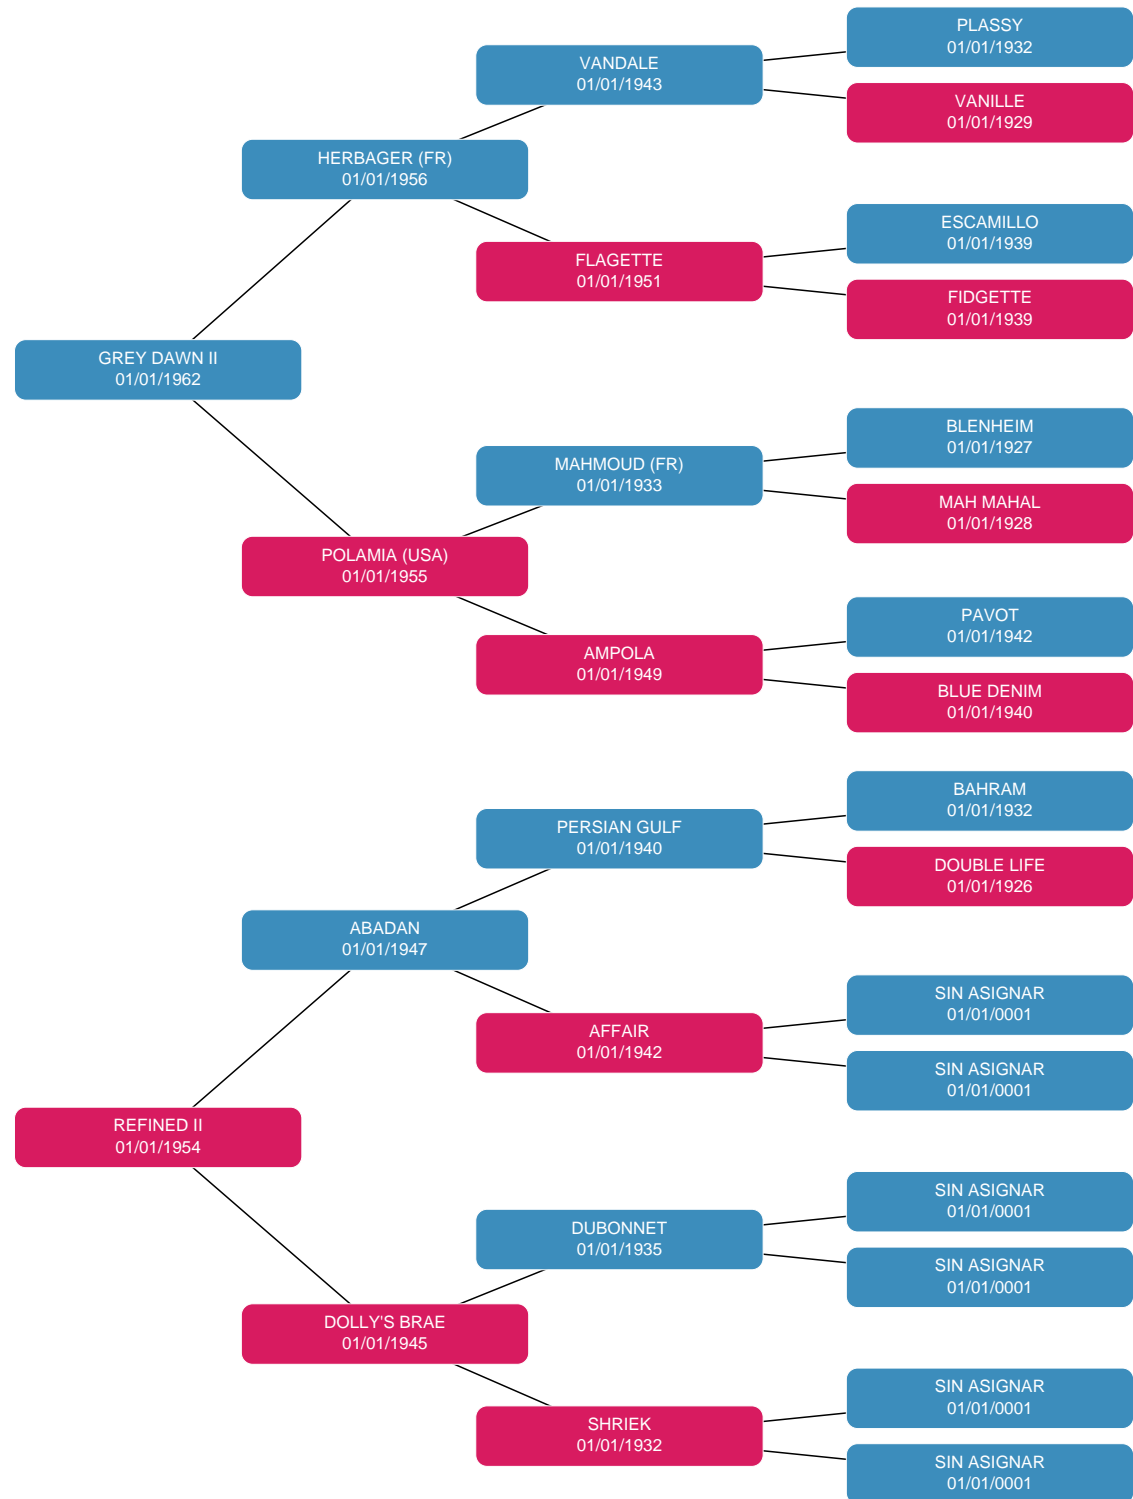 PLASSY
01/01/1932
VANDALE
01/01/1943
VANILLE
01/01/1929
HERBAGER (FR)
01/01/1956
ESCAMILLO
01/01/1939
FLAGETTE
01/01/1951
FIDGETTE
01/01/1939
GREY DAWN II
01/01/1962
BLENHEIM
01/01/1927
MAHMOUD (FR)
01/01/1933
MAH MAHAL
01/01/1928
POLAMIA (USA)
01/01/1955
PAVOT
01/01/1942
AMPOLA
01/01/1949
BLUE DENIM
01/01/1940
BAHRAM
01/01/1932
PERSIAN GULF
01/01/1940
DOUBLE LIFE
01/01/1926
ABADAN
01/01/1947
SIN ASIGNAR
01/01/0001
AFFAIR
01/01/1942
SIN ASIGNAR
01/01/0001
REFINED II
01/01/1954
SIN ASIGNAR
01/01/0001
DUBONNET
01/01/1935
SIN ASIGNAR
01/01/0001
DOLLY'S BRAE
01/01/1945
SIN ASIGNAR
01/01/0001
SHRIEK
01/01/1932
SIN ASIGNAR
01/01/0001